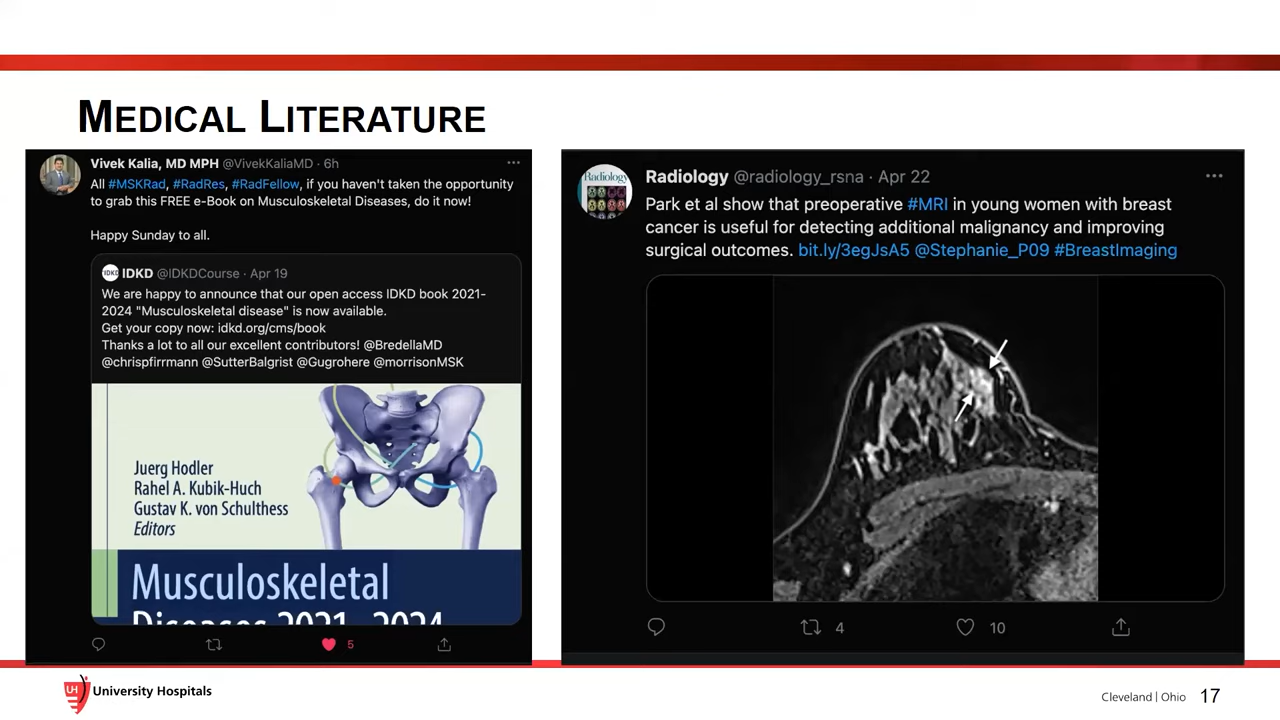 MEDICAL LITERATURE
Vivek Kalia, MD MPH @VivekKaliaMD · 6h
All #MSKRad, #RadRes, #RadFellow, if you haven't taken the opportunity
to grab this FREE e-Book on Musculoskeletal Diseases, do it now!
Happy Sunday to all.
IDKD IDKD @IDKDCourse · Apr 19
We are happy to announce that our open access IDKD book 2021-
2024 "Musculoskeletal disease" is now available.
Get your copy now: idkd.org/cms/book
Thanks a lot to all our excellent contributors! @BredellaMD
@chrispfirrmann @SutterBalgrist @Gugrohere @morrisonMSK
Juerg Hodler
Rahel A. Kubik-Huch
Gustav K. von Schulthess
Editors
Musculoskeletal
Diseases 2021–2024
5
Radiology
Radiology @radiology_rsna · Apr 22
Park et al show that preoperative #MRI in young women with breast
cancer is useful for detecting additional malignancy and improving
surgical outcomes. bit.ly/3egJsA5 @Stephanie_P09 #BreastImaging
4 10
UH University Hospitals
Cleveland | Ohio 17